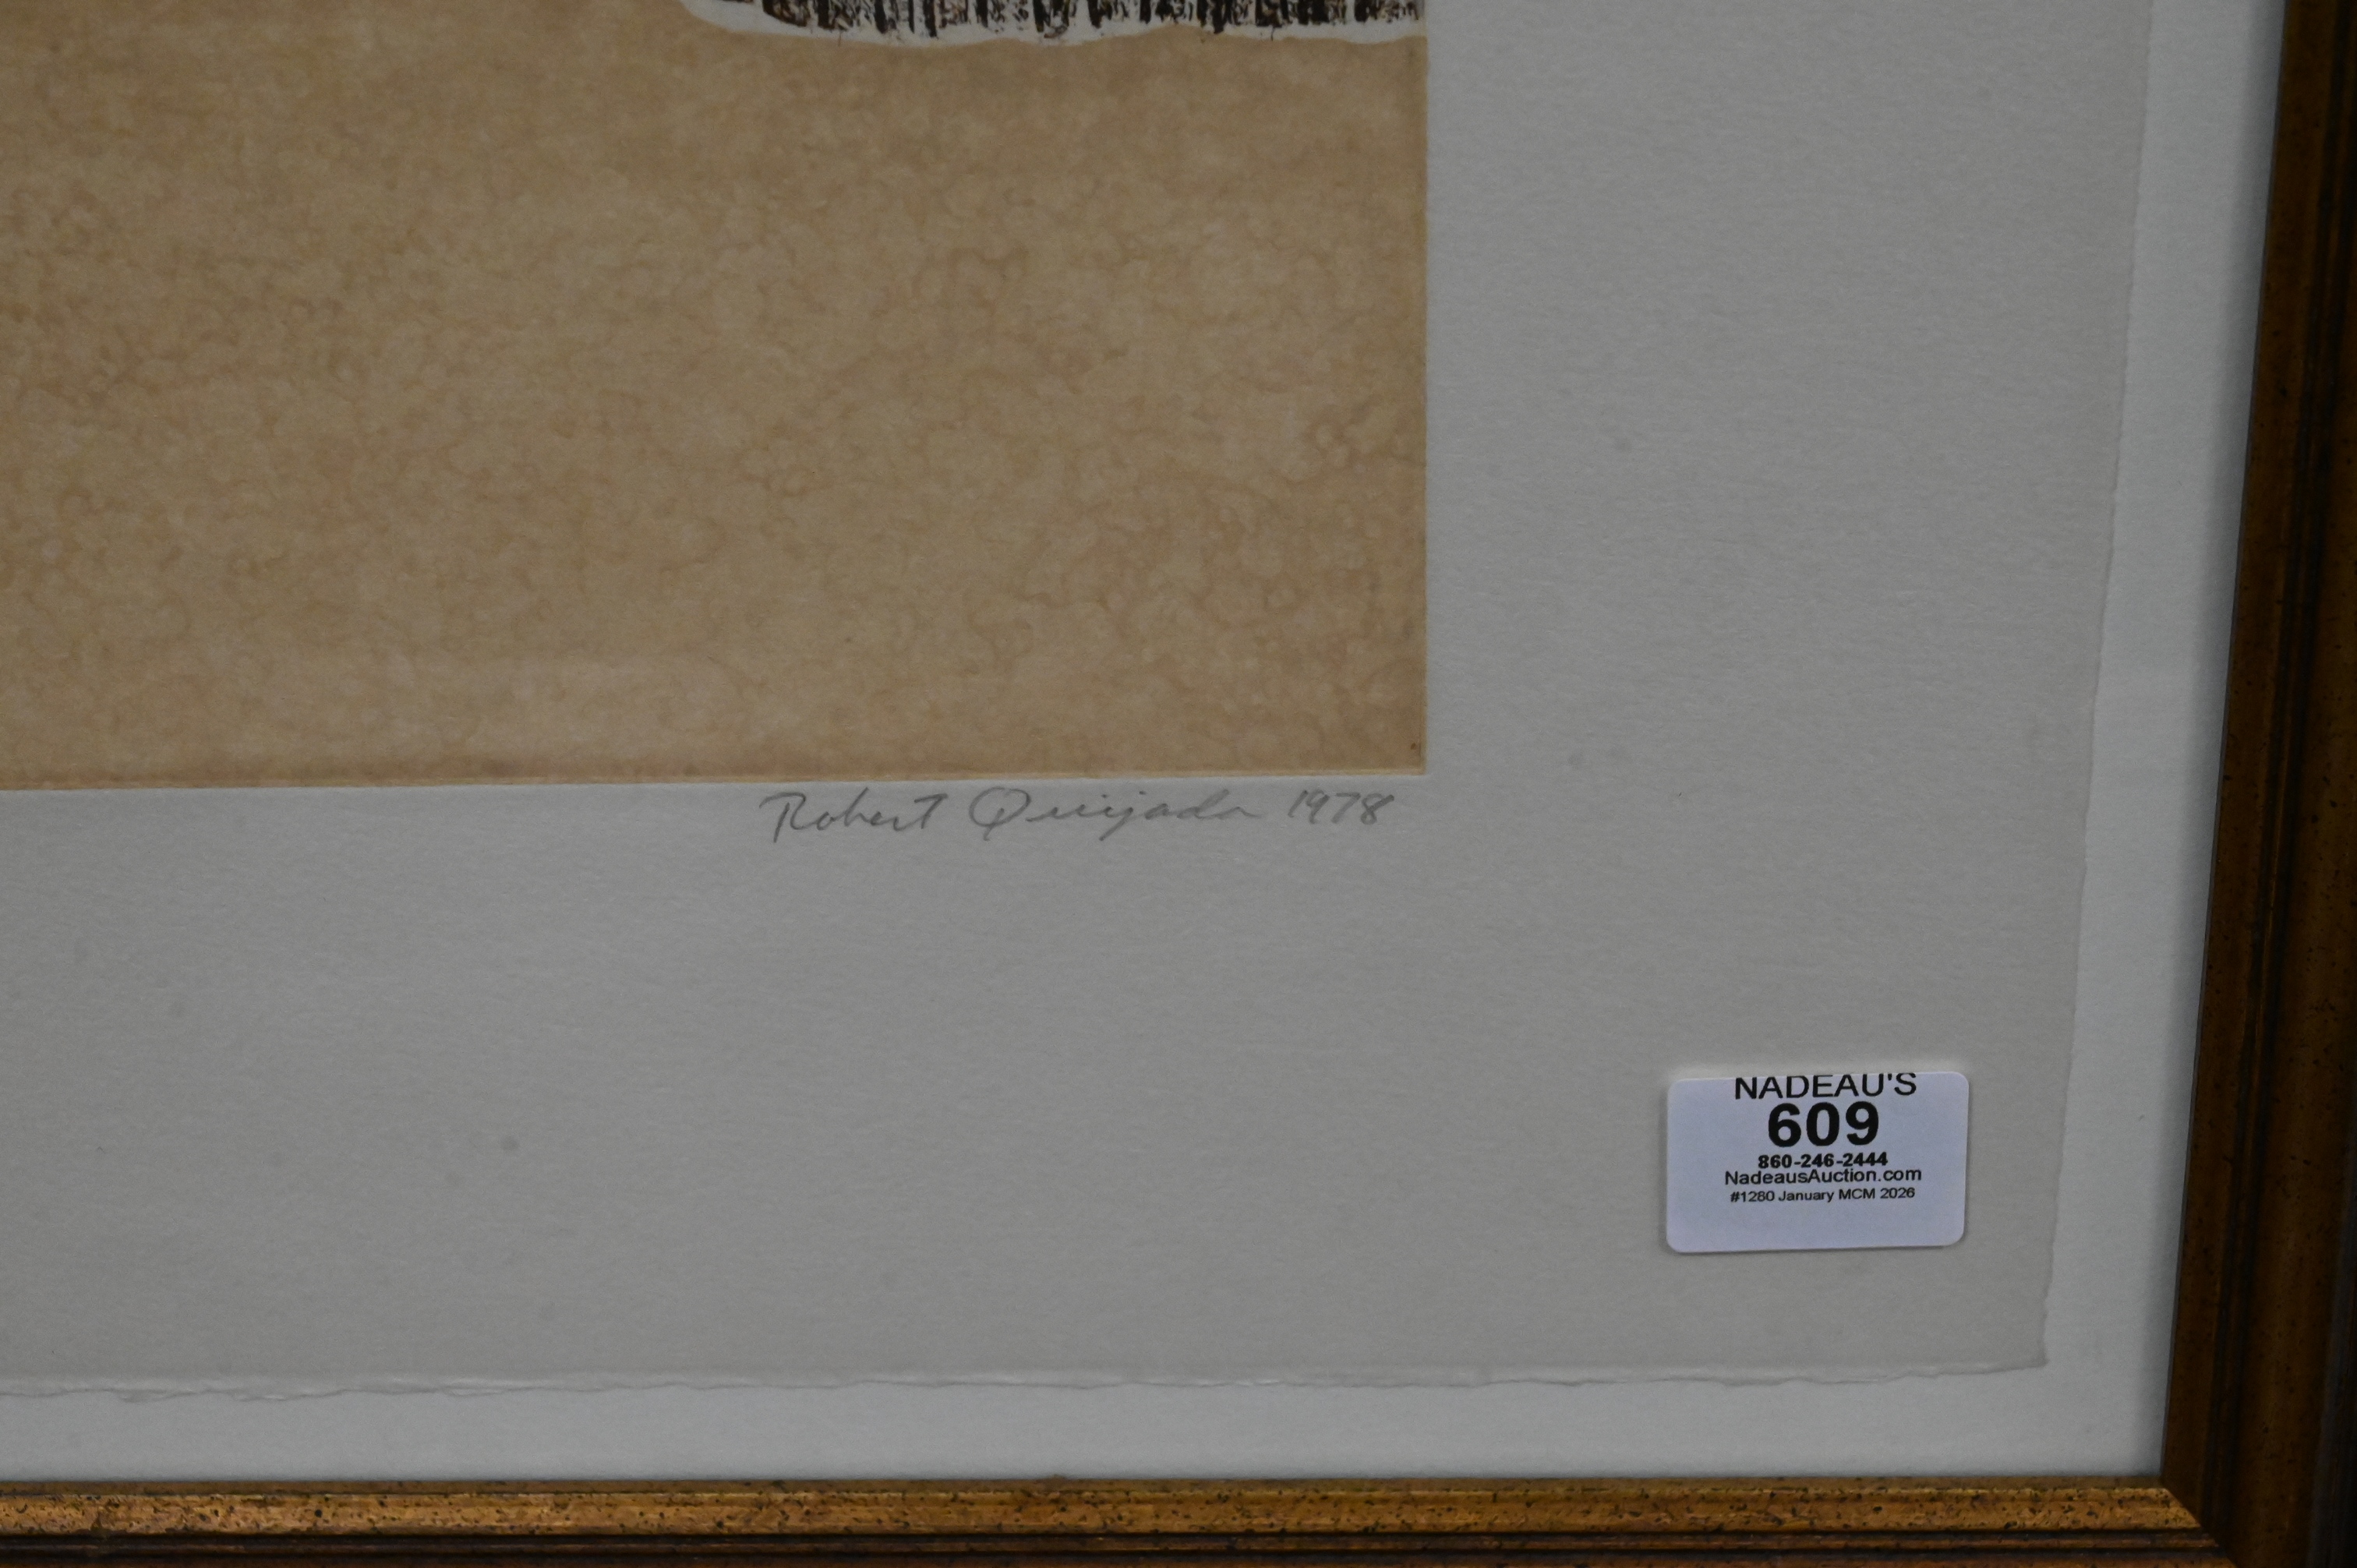 Robert Quijada 1978
NADEAU'S
609
860-246-2444
NadeausAuction.com
#1280 January MCM 2026